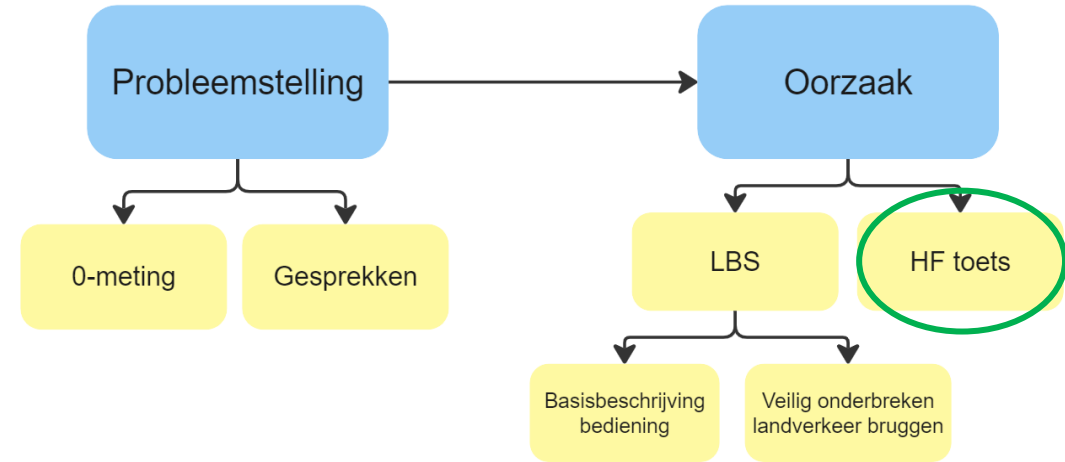 Probleemstelling
Oorzaak
0-meting
Gesprekken
LBS
HF toets
Basisbeschrijving
bediening
Veilig onderbreken
landverkeer bruggen